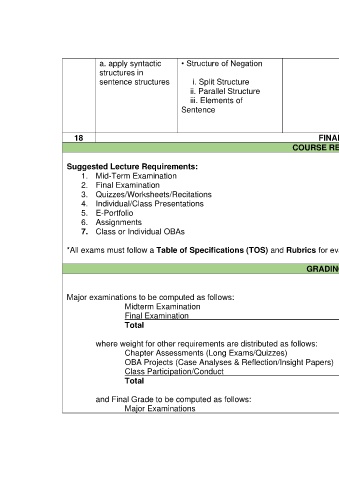 a. apply syntactic
structures in
sentence structures
• Structure of Negation
i. Split Structure
ii. Parallel Structure
iii. Elements of
Sentence
18
FINA
COURSE RE
Suggested Lecture Requirements:
1. Mid-Term Examination
2. Final Examination
3. Quizzes/Worksheets/Recitations
4. Individual/Class Presentations
5. E-Portfolio
6. Assignments
7. Class or Individual OBAs
*All exams must follow a Table of Specifications (TOS) and Rubrics for ev
GRADIN
Major examinations to be computed as follows:
Midterm Examination
Final Examination
Total
where weight for other requirements are distributed as follows:
Chapter Assessments (Long Exams/Quizzes)
OBA Projects (Case Analyses & Reflection/Insight Papers)
Class Participation/Conduct
Total
and Final Grade to be computed as follows:
Major Examinations